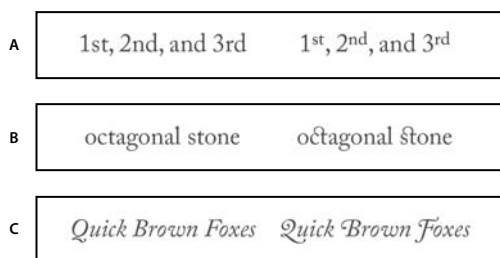 A 1st, 2nd, and 3rd 1st, 2nd, and 3rd
B octagonal stone octagonal stone
C Quick Brown Foxes Quick Brown Foxes